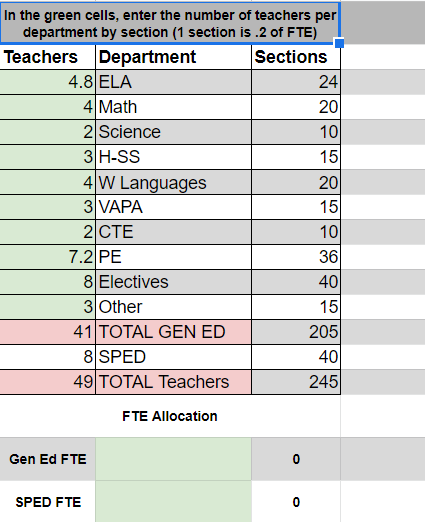 In the green cells, enter the number of teachers per
department by section (1 section is .2 of FTE)
Teachers Department Sections
4.8 ELA 24
4 Math 20
2 Science 10
3 H-SS 15
4 W Languages 20
3 VAPA 15
2 CTE 10
7.2 PE 36
8 Electives 40
3 Other 15
41 TOTAL GEN ED 205
8 SPED 40
49 TOTAL Teachers 245
FTE Allocation
Gen Ed FTE 0
SPED FTE 0